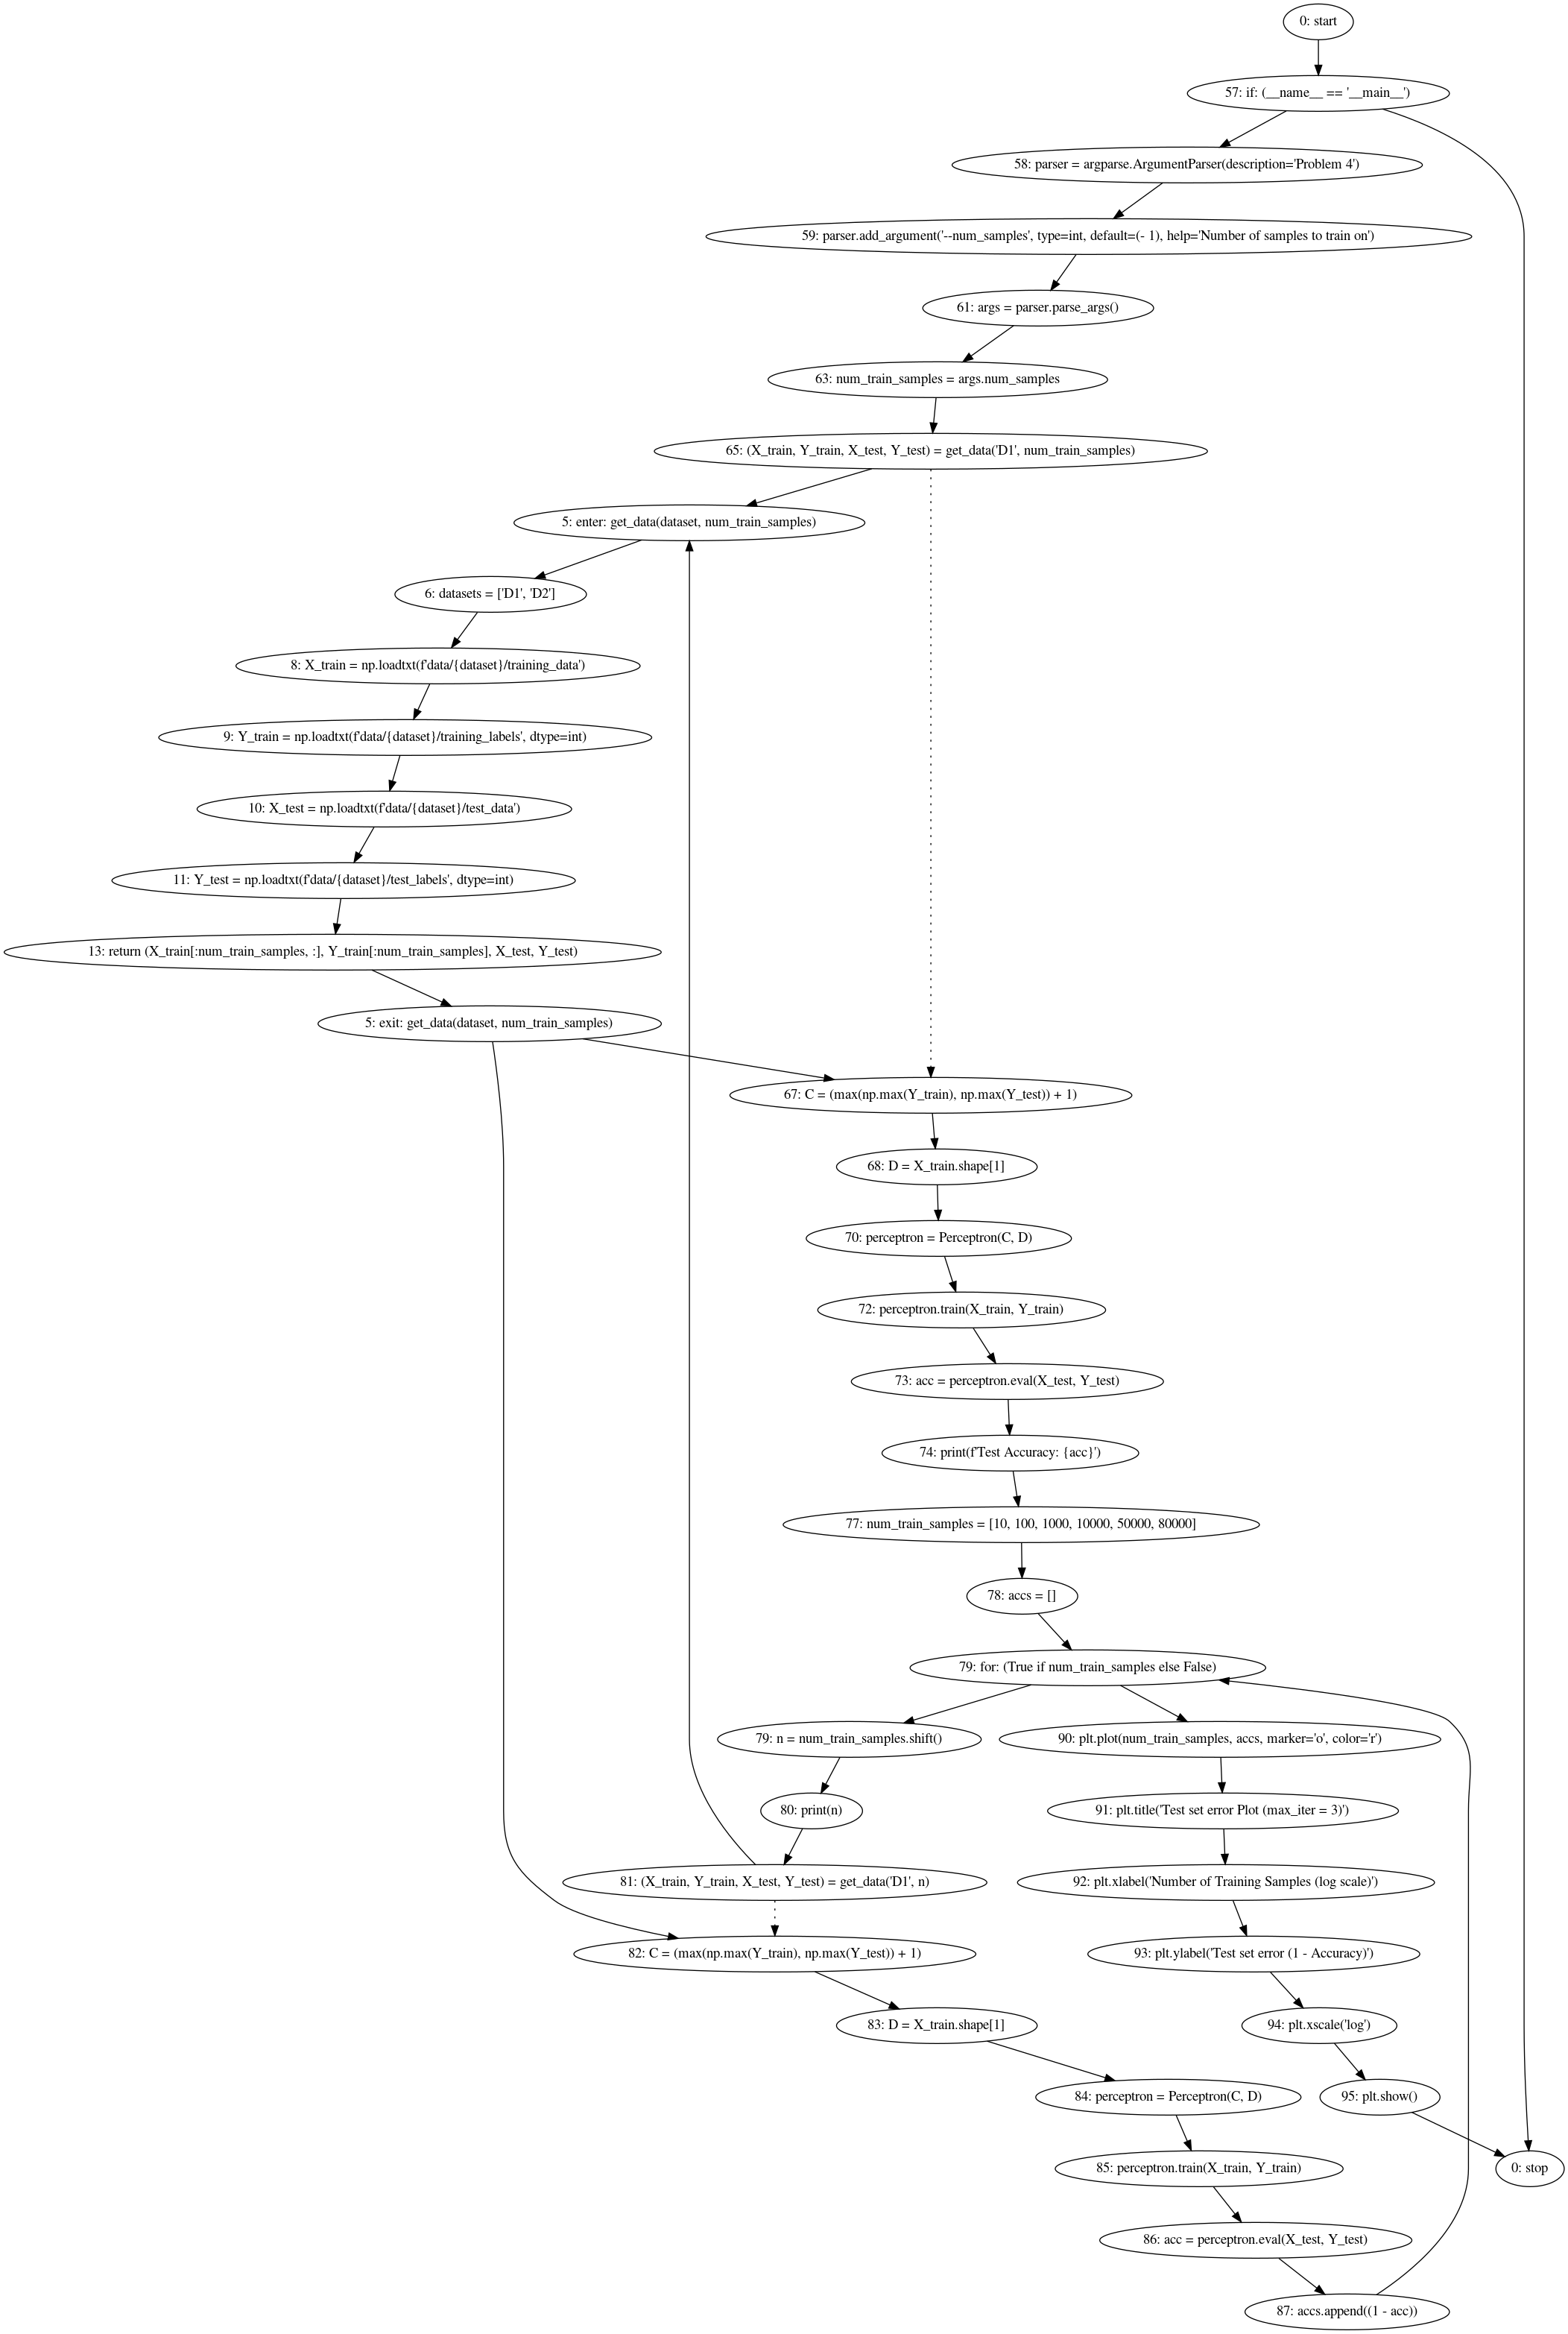 0: start
57: if: (__name__ == '__main__')
58: parser = argparse.ArgumentParser(description='Problem 4')
59: parser.add_argument('--num_samples', type=int, default=(- 1), help='Number of samples to train on')
61: args = parser.parse_args()
63: num_train_samples = args.num_samples
65: (X_train, Y_train, X_test, Y_test) = get_data('D1', num_train_samples)
5: enter: get_data(dataset, num_train_samples)
6: datasets = ['D1', 'D2']
8: X_train = np.loadtxt(f'data/{dataset}/training_data')
9: Y_train = np.loadtxt(f'data/{dataset}/training_labels', dtype=int)
10: X_test = np.loadtxt(f'data/{dataset}/test_data')
11: Y_test = np.loadtxt(f'data/{dataset}/test_labels', dtype=int)
13: return (X_train[:num_train_samples, :], Y_train[:num_train_samples], X_test, Y_test)
5: exit: get_data(dataset, num_train_samples)
67: C = (max(np.max(Y_train), np.max(Y_test)) + 1)
68: D = X_train.shape[1]
70: perceptron = Perceptron(C, D)
72: perceptron.train(X_train, Y_train)
73: acc = perceptron.eval(X_test, Y_test)
74: print(f'Test Accuracy: {acc}')
77: num_train_samples = [10, 100, 1000, 10000, 50000, 80000]
78: accs = []
79: for: (True if num_train_samples else False)
79: n = num_train_samples.shift()
90: plt.plot(num_train_samples, accs, marker='o', color='r')
80: print(n)
91: plt.title('Test set error Plot (max_iter = 3)')
81: (X_train, Y_train, X_test, Y_test) = get_data('D1', n)
92: plt.xlabel('Number of Training Samples (log scale)')
82: C = (max(np.max(Y_train), np.max(Y_test)) + 1)
93: plt.ylabel('Test set error (1 - Accuracy)')
83: D = X_train.shape[1]
94: plt.xscale('log')
84: perceptron = Perceptron(C, D)
95: plt.show()
85: perceptron.train(X_train, Y_train)
0: stop
86: acc = perceptron.eval(X_test, Y_test)
87: accs.append((1 - acc))